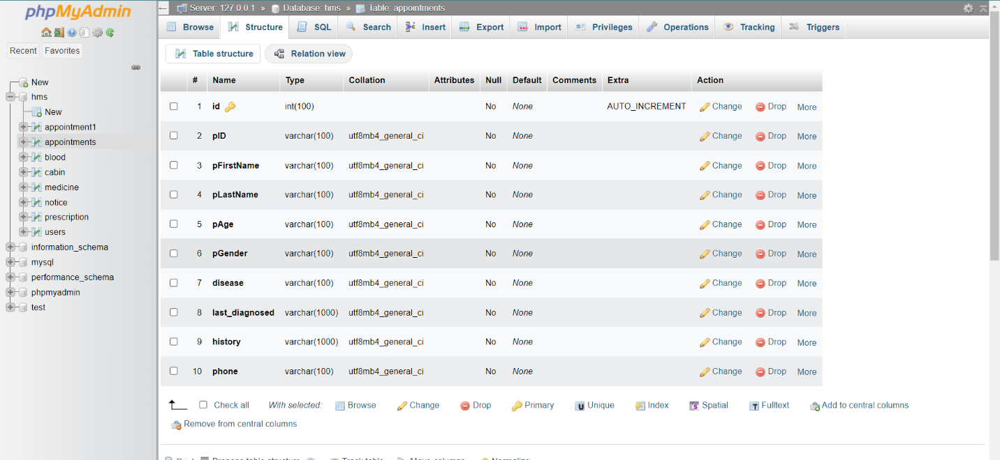 phpMyAdmin
Recent Favorites
New
hms
New
appointment1
appointments
blood
cabin
medicine
notice
prescription
users
information_schema
mysql
performance_schema
phpmyadmin
test
Server: 127.0.0.1 » Database: hms » Table: appointments
Browse Structure SQL Search Insert Export Import Privileges Operations Tracking Triggers
Table structure Relation view
# Name Type Collation Attributes Null Default Comments Extra Action
1 id int(100) No None AUTO_INCREMENT Change Drop More
2 pID varchar(100) utf8mb4_general_ci No None Change Drop More
3 pFirstName varchar(100) utf8mb4_general_ci No None Change Drop More
4 pLastName varchar(100) utf8mb4_general_ci No None Change Drop More
5 pAge varchar(100) utf8mb4_general_ci No None Change Drop More
6 pGender varchar(100) utf8mb4_general_ci No None Change Drop More
7 disease varchar(100) utf8mb4_general_ci No None Change Drop More
8 last_diagnosed varchar(1000) utf8mb4_general_ci No None Change Drop More
9 history varchar(1000) utf8mb4_general_ci No None Change Drop More
10 phone varchar(100) utf8mb4_general_ci No None Change Drop More
Check all With selected: Browse Change Drop Primary Unique Index Spatial Fulltext Add to central columns
Remove from central columns
Print Propose table structure Track table Move columns Normalize